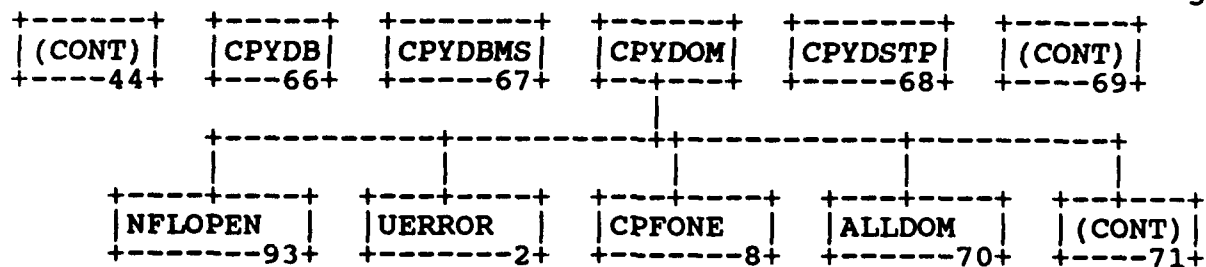 (CONT) CPYDB CPYDBMS CPYDOM CPYDSTP (CONT)
44 66 67 68 69
NFLOPEN UERROR CPFONE ALLDOM (CONT)
93 2 8 70 71